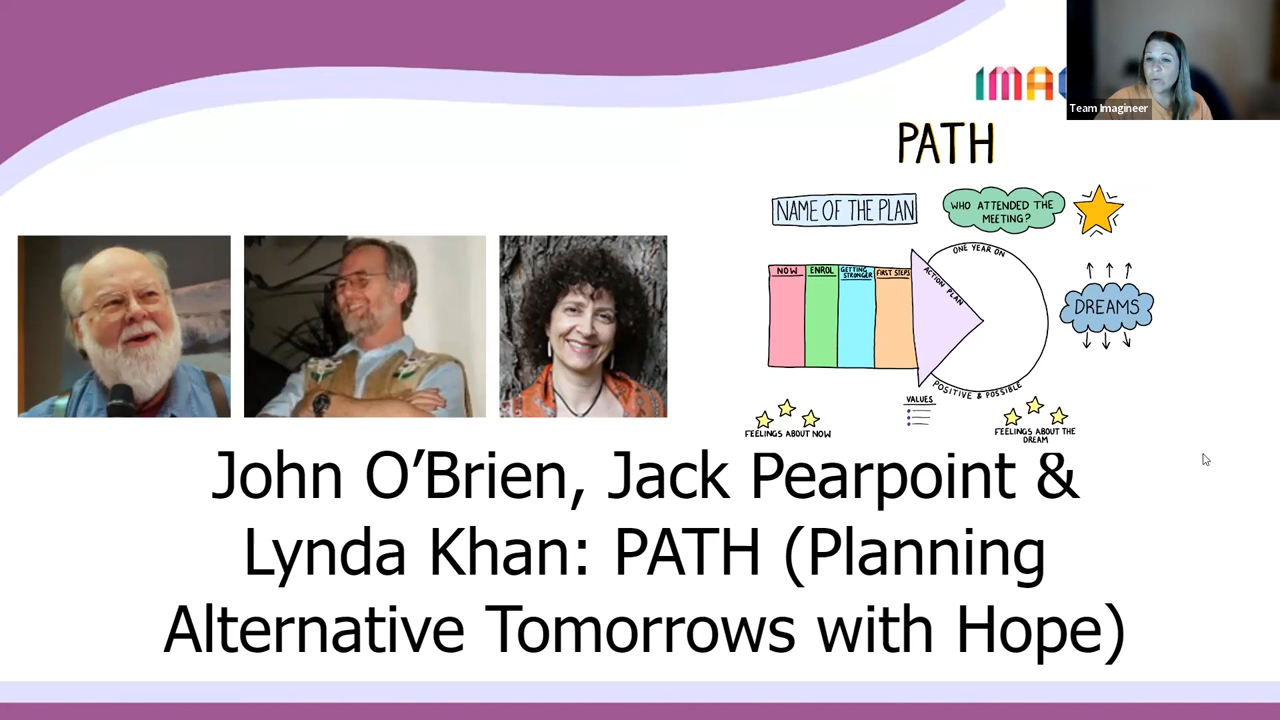 IMAG
Team Imagineer
PATH
NAME OF THE PLAN
WHO ATTENDED THE
MEETING?
ONE YEAR ON
NOW
ENROL
GETTING
STRONGER
FIRST STEPS
ACTION PLAN
DREAMS
POSITIVE & POSSIBLE
VALUES
FEELINGS ABOUT NOW
FEELINGS ABOUT THE
DREAM
John O’Brien, Jack Pearpoint &
Lynda Khan: PATH (Planning
Alternative Tomorrows with Hope)